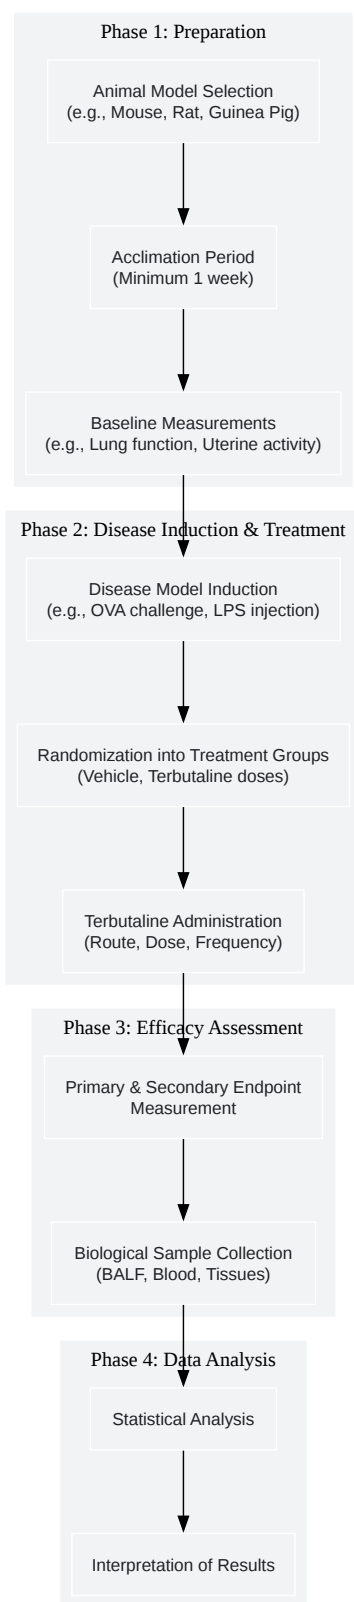 Phase 1: Preparation
Animal Model Selection
(e.g., Mouse, Rat, Guinea Pig)
Acclimation Period
(Minimum 1 week)
Baseline Measurements
(e.g., Lung function, Uterine activity)
Phase 2: Disease Induction & Treatment
Disease Model Induction
(e.g., OVA challenge, LPS injection)
Randomization into Treatment Groups
(Vehicle, Terbutaline doses)
Terbutaline Administration
(Route, Dose, Frequency)
Phase 3: Efficacy Assessment
Primary & Secondary Endpoint
Measurement
Biological Sample Collection
(BALF, Blood, Tissues)
Phase 4: Data Analysis
Statistical Analysis
Interpretation of Results